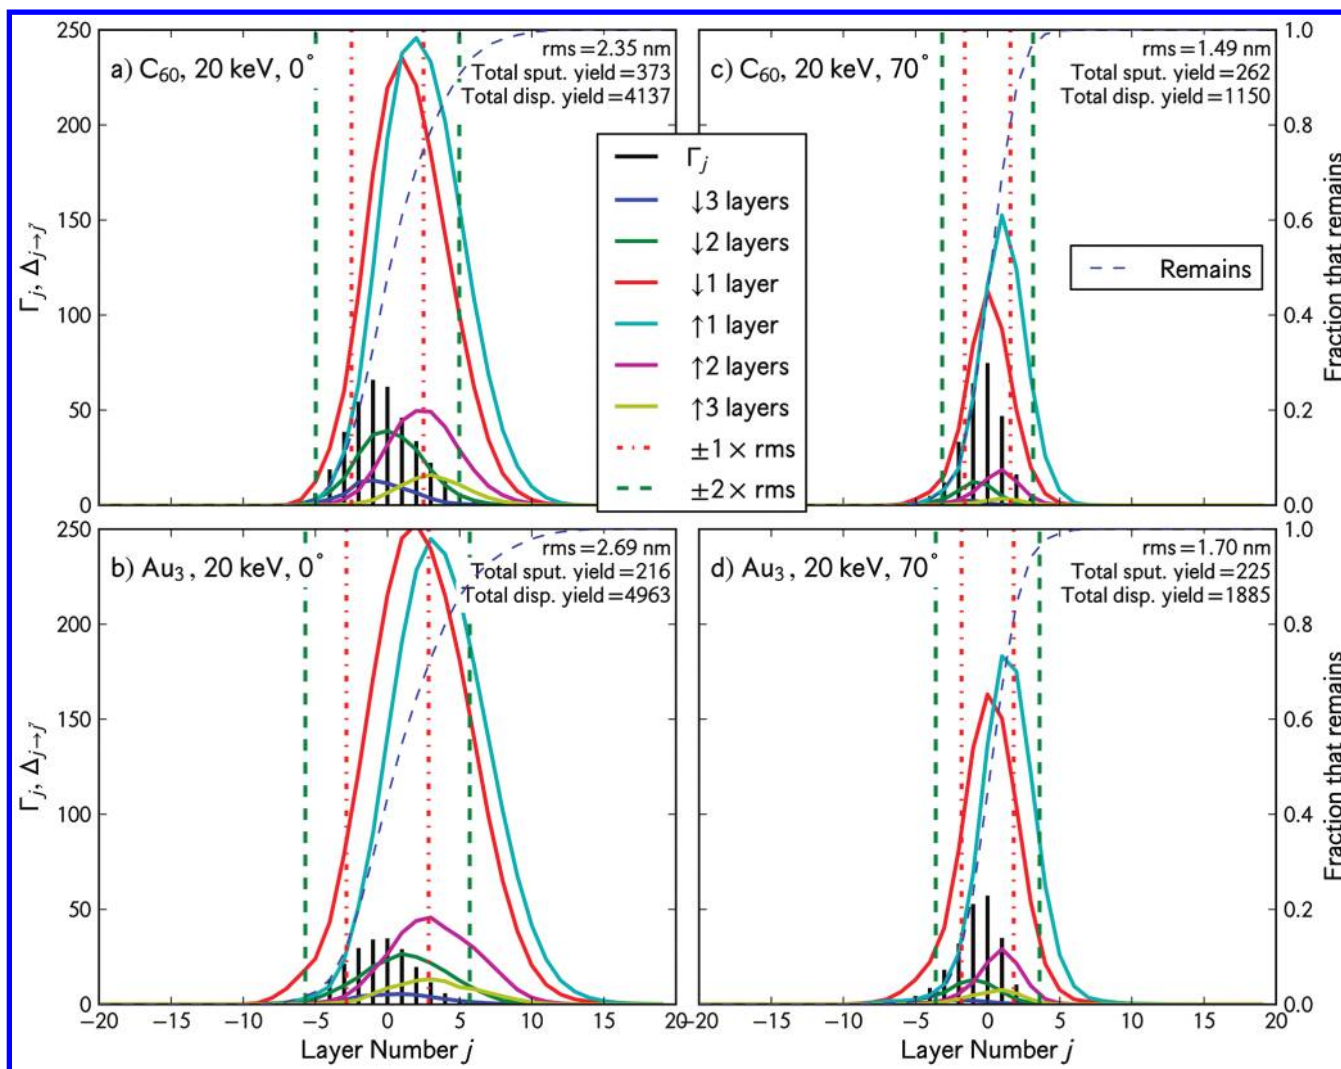 a) C₆₀, 20 keV, 0°
rms=2.35 nm
Total sput. yield=373
Total disp. yield=4137
250
200
150
100
50
0
Γⱼ, Δⱼ→ⱼ'
c) C₆₀, 20 keV, 70°
rms=1.49 nm
Total sput. yield=262
Total disp. yield=1150
1.0
0.8
0.6
0.4
0.2
0.0
Fraction that remains
Γⱼ
↓3 layers
↓2 layers
↓1 layer
↑1 layer
↑2 layers
↑3 layers
±1× rms
±2× rms
Remains
b) Au₃, 20 keV, 0°
rms=2.69 nm
Total sput. yield=216
Total disp. yield=4963
250
200
150
100
50
0
Γⱼ, Δⱼ→ⱼ'
−20 −15 −10 −5 0 5 10 15 20
Layer Number j
d) Au₃ , 20 keV, 70°
rms=1.70 nm
Total sput. yield=225
Total disp. yield=1885
1.0
0.8
0.6
0.4
0.2
0.0
Fraction that remains
−20 −15 −10 −5 0 5 10 15 20
Layer Number j